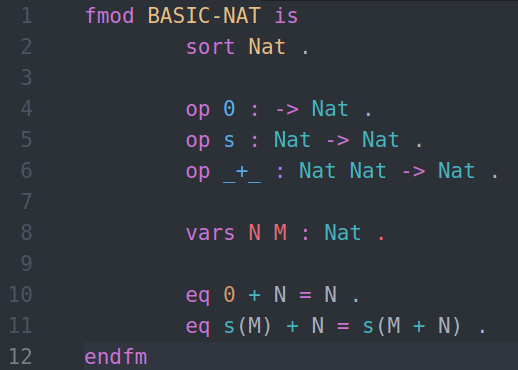 1 fmod BASIC-NAT is
2 sort Nat .
3
4 op 0 : -> Nat .
5 op s : Nat -> Nat .
6 op _+_ : Nat Nat -> Nat .
7
8 vars N M : Nat .
9
10 eq 0 + N = N .
11 eq s(M) + N = s(M + N) .
12 endfm